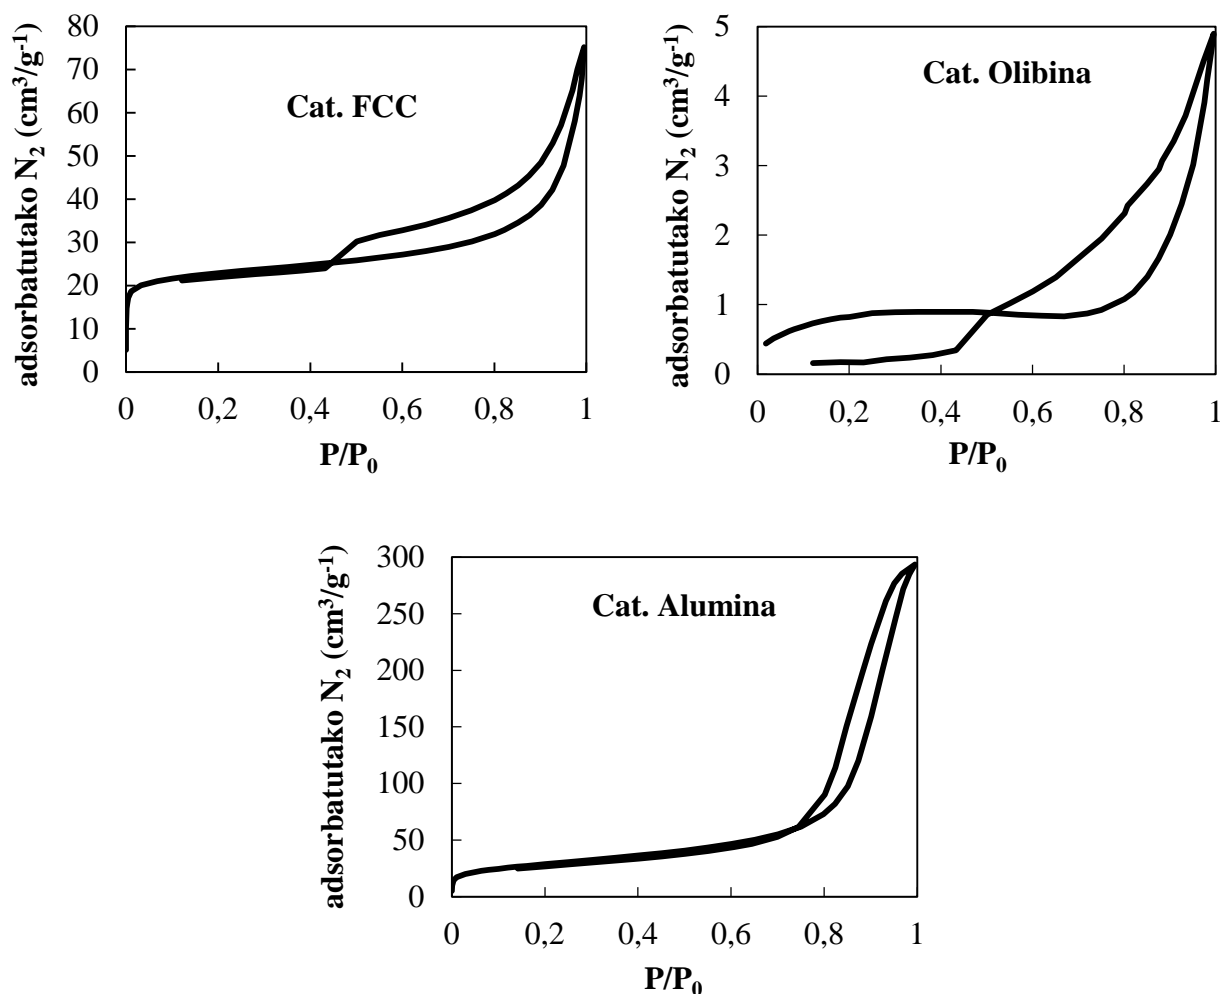 adsorbatutako N₂ (cm³/g⁻¹)
80
70
60
50
40
30
20
10
0
Cat. FCC
0 0,2 0,4 0,6 0,8 1
P/P₀
adsorbatutako N₂ (cm³/g⁻¹)
5
4
3
2
1
0
Cat. Olibina
0 0,2 0,4 0,6 0,8 1
P/P₀
adsorbatutako N₂ (cm³/g⁻¹)
300
250
200
150
100
50
0
Cat. Alumina
0 0,2 0,4 0,6 0,8 1
P/P₀